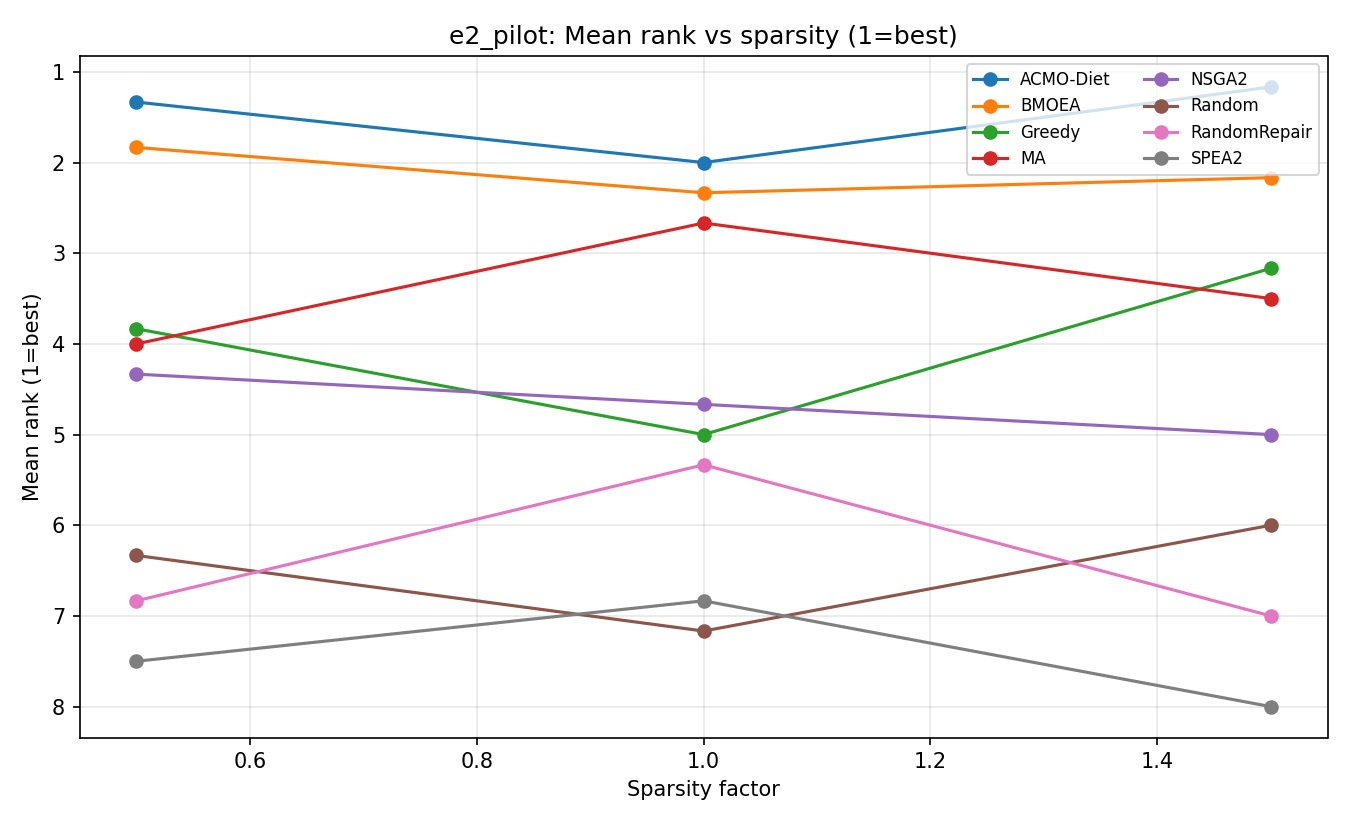 e2_pilot: Mean rank vs sparsity (1=best)
ACMO-Diet
BMOEA
Greedy
MA
NSGA2
Random
RandomRepair
SPEA2
Mean rank (1=best)
1
2
3
4
5
6
7
8
0.6 0.8 1.0 1.2 1.4
Sparsity factor